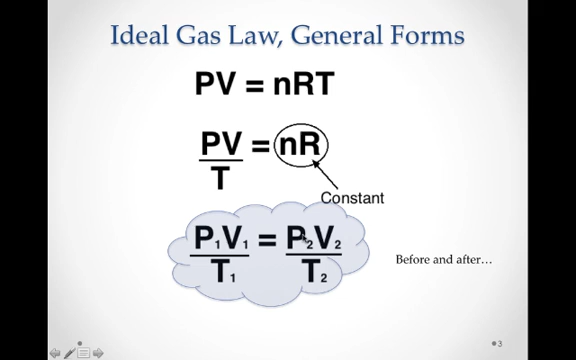 Ideal Gas Law, General Forms
PV = nRT
PV = nR
T
Constant
P₁V₁ = P₂V₂
T₁ T₂
Before and after…
3